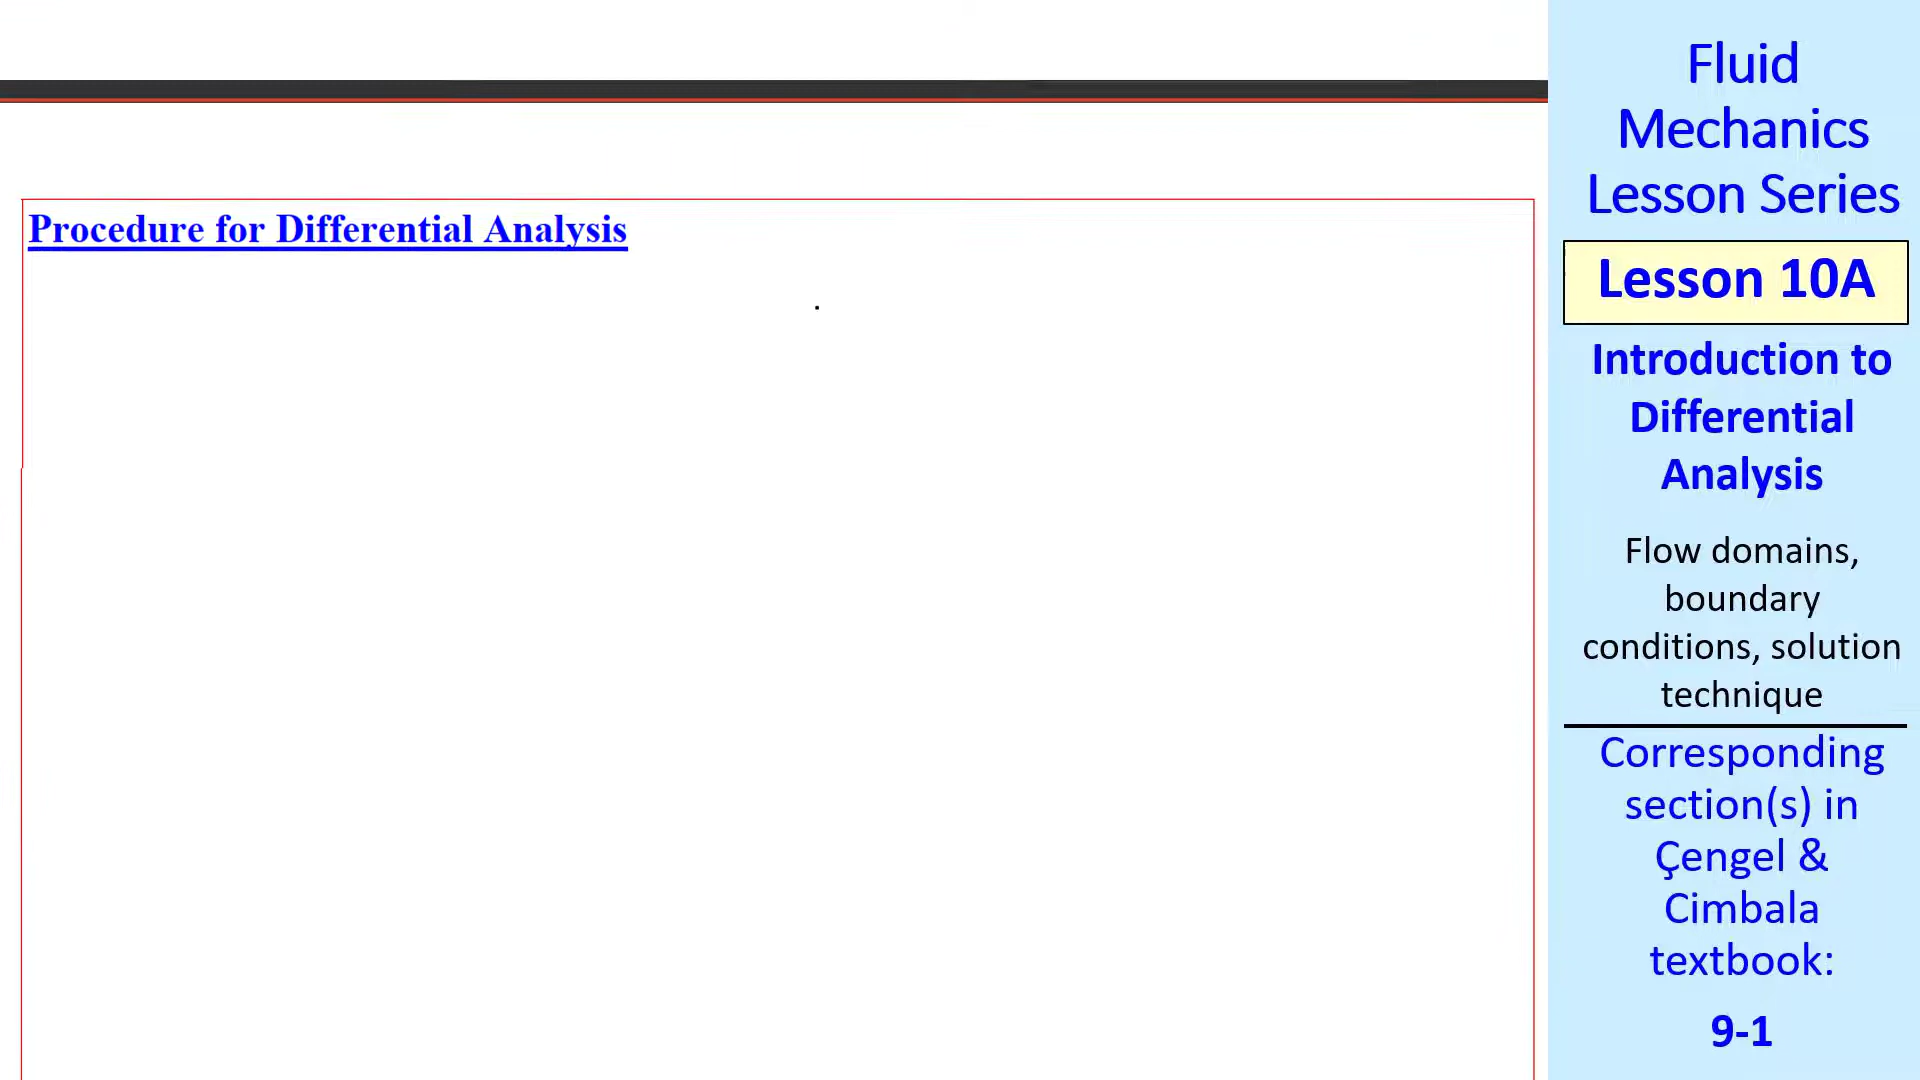 Procedure for Differential Analysis
Fluid
Mechanics
Lesson Series
Lesson 10A
Introduction to
Differential
Analysis
Flow domains,
boundary
conditions, solution
technique
Corresponding
section(s) in
Çengel &
Cimbala
textbook:
9-1